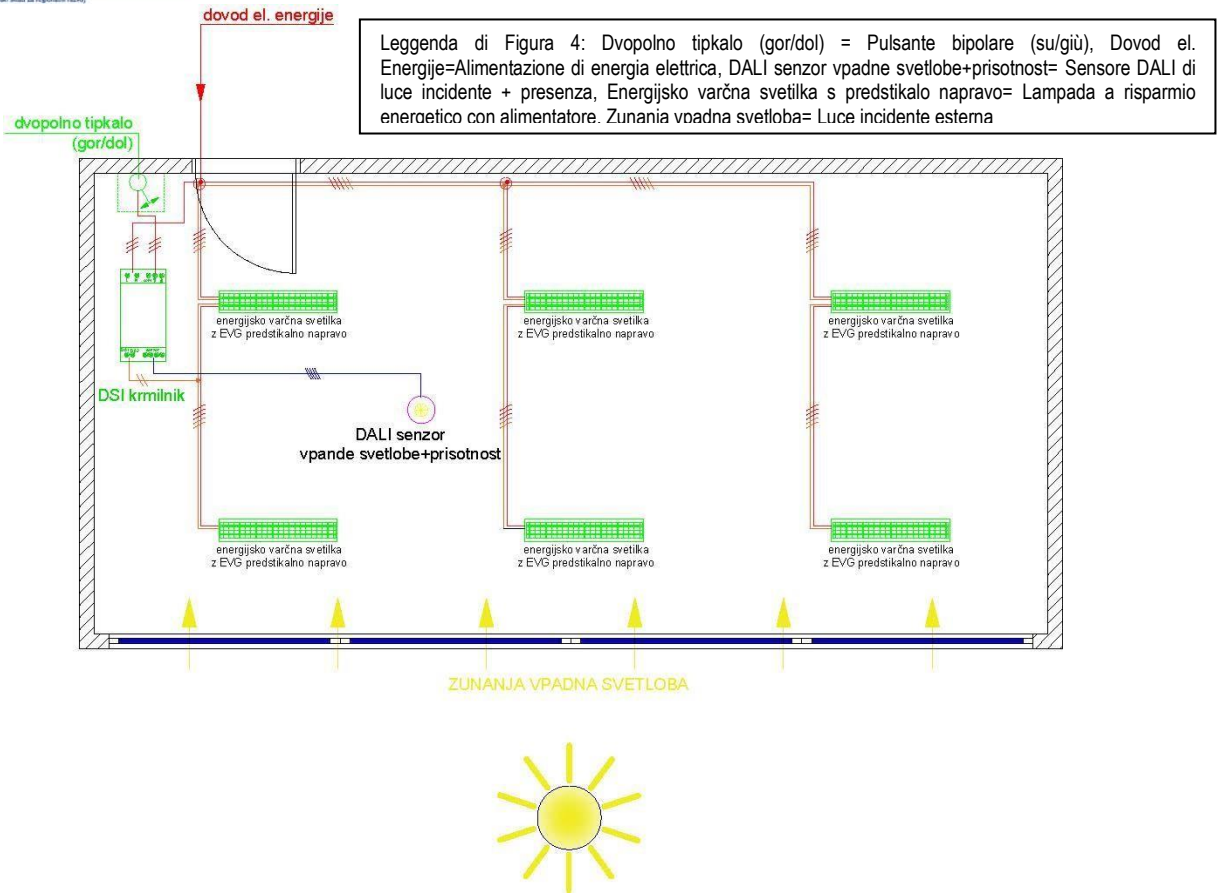 dovod el. energije
Leggenda di Figura 4: Dvopolno tipkalo (gor/dol) = Pulsante bipolare (su/giù), Dovod el.
Energije=Alimentazione di energia elettrica, DALI senzor vpadne svetlobe+prisotnost= Sensore DALI di
luce incidente + presenza, Energijsko varčna svetilka s predstikalo napravo= Lampada a risparmio
energetico con alimentatore. Zunanja vpadna svetloba= Luce incidente esterna
dvopolno tipkalo
(gor/dol)
energijsko varčna svetilka
z EVG predstikalno napravo
energijsko varčna svetilka
z EVG predstikalno napravo
energijsko varčna svetilka
z EVG predstikalno napravo
DSI krmilnik
DALI senzor
vpande svetlobe+prisotnost
energijsko varčna svetilka
z EVG predstikalno napravo
energijsko varčna svetilka
z EVG predstikalno napravo
energijsko varčna svetilka
z EVG predstikalno napravo
ZUNANJA VPADNA SVETLOBA